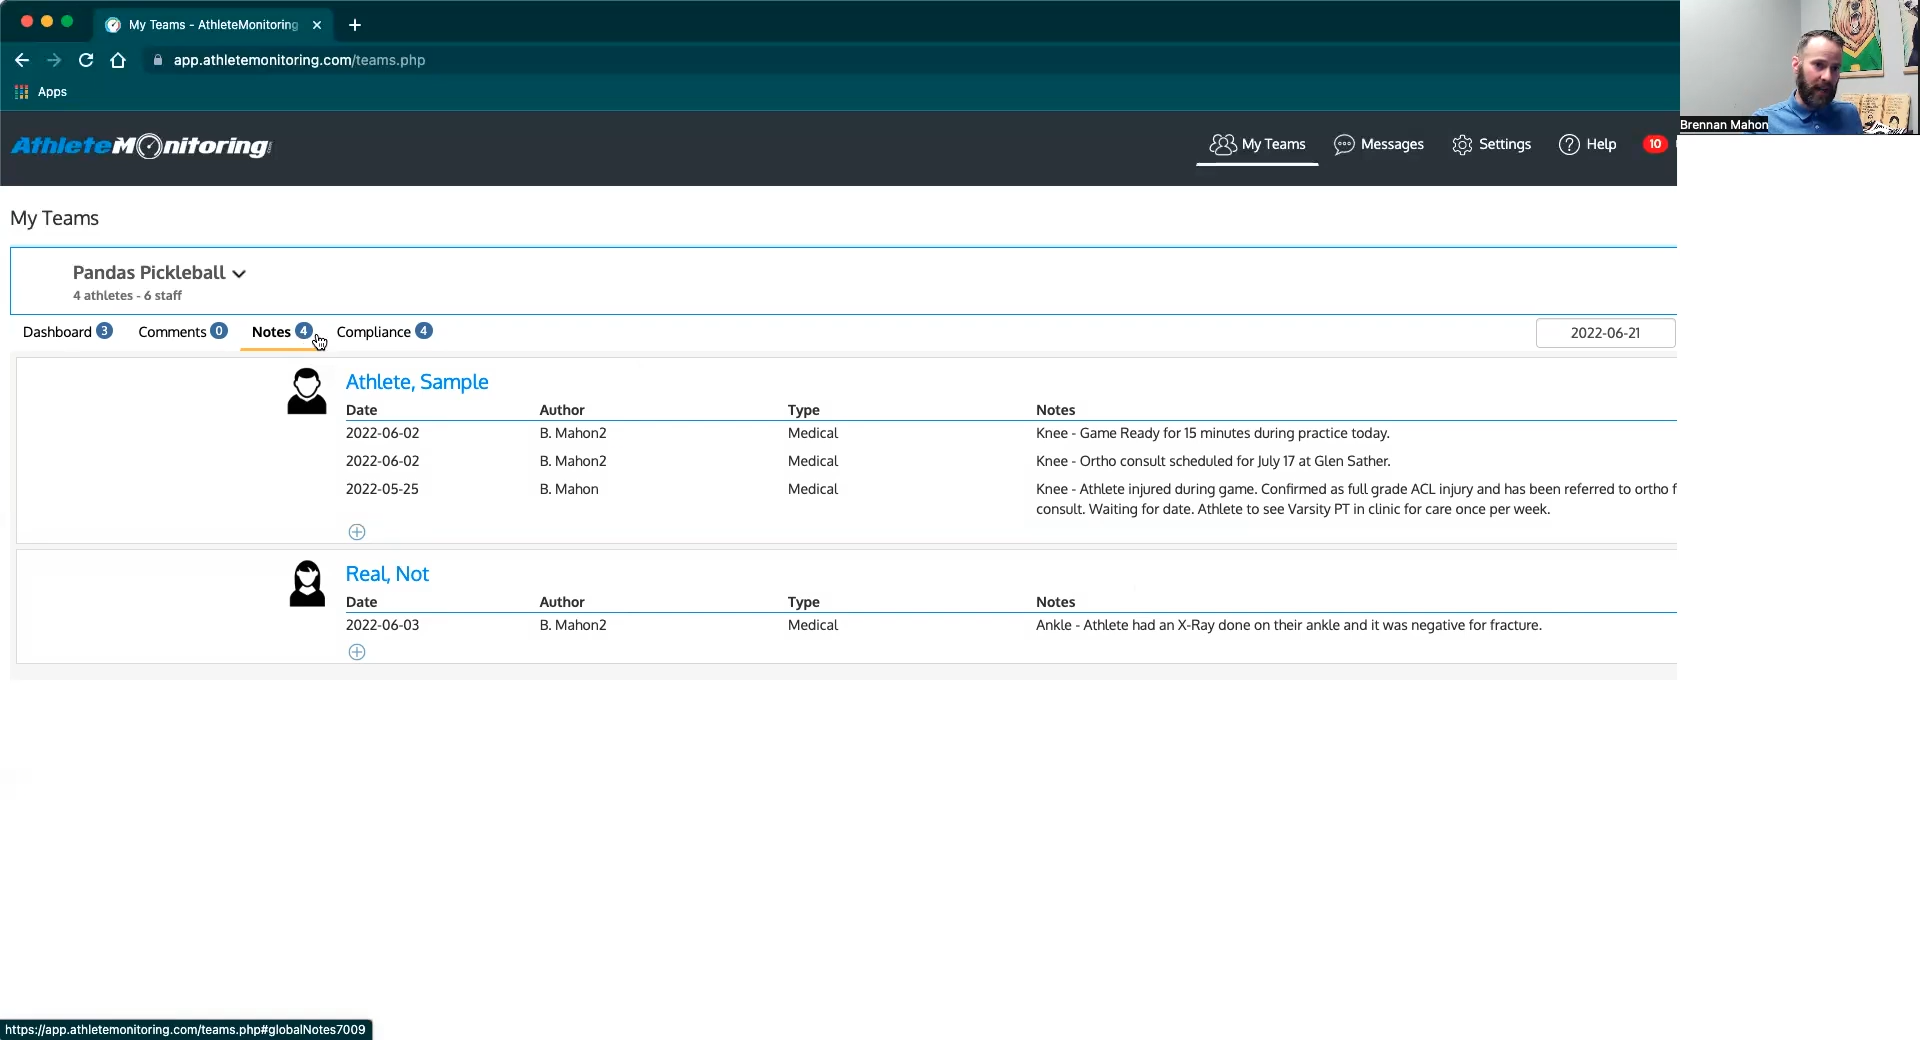 My Teams - AthleteMonitoring
app.athletemonitoring.com/teams.php
Apps
Brennan Mahon
AthleteMonitoring
My Teams Messages Settings Help 10
My Teams
Pandas Pickleball
4 athletes - 6 staff
Dashboard 3 Comments 0 Notes 4 Compliance 4 2022-06-21
Athlete, Sample
Date Author Type Notes
2022-06-02 B. Mahon2 Medical Knee - Game Ready for 15 minutes during practice today.
2022-06-02 B. Mahon2 Medical Knee - Ortho consult scheduled for July 17 at Glen Sather.
2022-05-25 B. Mahon Medical Knee - Athlete injured during game. Confirmed as full grade ACL injury and has been referred to ortho f
consult. Waiting for date. Athlete to see Varsity PT in clinic for care once per week.
Real, Not
Date Author Type Notes
2022-06-03 B. Mahon2 Medical Ankle - Athlete had an X-Ray done on their ankle and it was negative for fracture.
https://app.athletemonitoring.com/teams.php#globalNotes7009